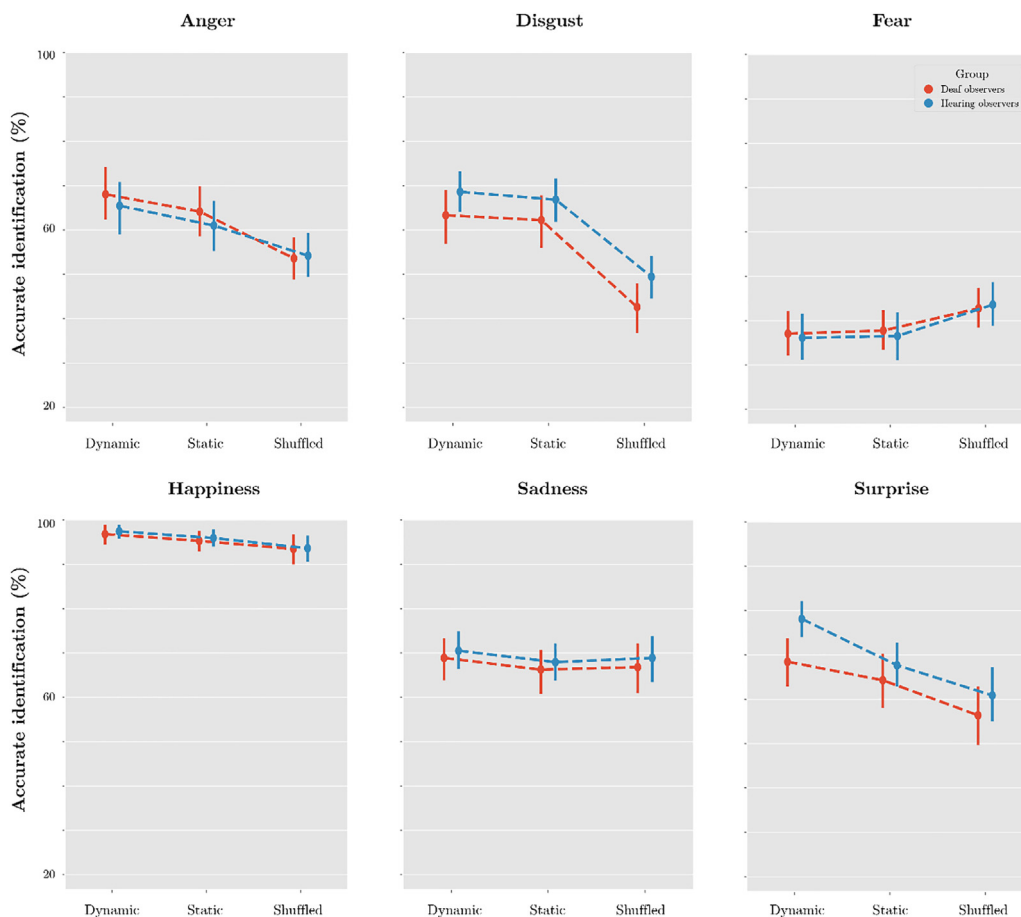 Anger Disgust Fear
100
Group
Deaf observers
Hearing observers
Accurate identification (%)
60
20
Dynamic Static Shuffled Dynamic Static Shuffled Dynamic Static Shuffled
Happiness Sadness Surprise
100
Accurate identification (%)
60
20
Dynamic Static Shuffled Dynamic Static Shuffled Dynamic Static Shuffled